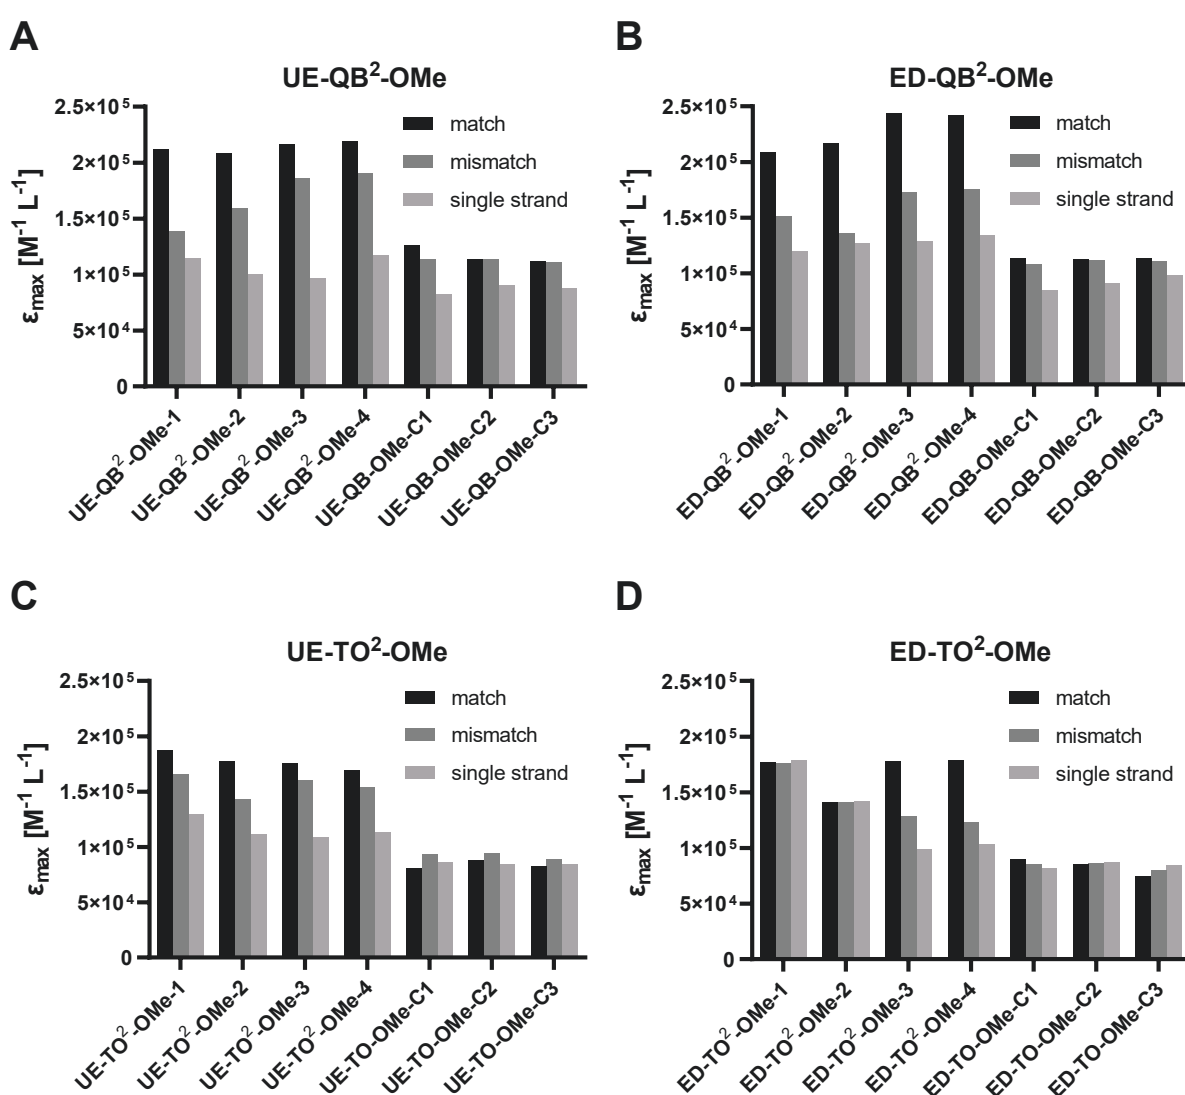 A
UE-QB²-OMe
2.5×10⁵
2×10⁵
1.5×10⁵
1×10⁵
5×10⁴
0
εmax [M⁻¹ L⁻¹]
match
mismatch
single strand
UE-QB²-OMe-1
UE-QB²-OMe-2
UE-QB²-OMe-3
UE-QB²-OMe-4
UE-QB-OMe-C1
UE-QB-OMe-C2
UE-QB-OMe-C3
B
ED-QB²-OMe
2.5×10⁵
2×10⁵
1.5×10⁵
1×10⁵
5×10⁴
0
εmax [M⁻¹ L⁻¹]
match
mismatch
single strand
ED-QB²-OMe-1
ED-QB²-OMe-2
ED-QB²-OMe-3
ED-QB²-OMe-4
ED-QB-OMe-C1
ED-QB-OMe-C2
ED-QB-OMe-C3
C
UE-TO²-OMe
2.5×10⁵
2×10⁵
1.5×10⁵
1×10⁵
5×10⁴
0
εmax [M⁻¹ L⁻¹]
match
mismatch
single strand
UE-TO²-OMe-1
UE-TO²-OMe-2
UE-TO²-OMe-3
UE-TO²-OMe-4
UE-TO-OMe-C1
UE-TO-OMe-C2
UE-TO-OMe-C3
D
ED-TO²-OMe
2.5×10⁵
2×10⁵
1.5×10⁵
1×10⁵
5×10⁴
0
εmax [M⁻¹ L⁻¹]
match
mismatch
single strand
ED-TO²-OMe-1
ED-TO²-OMe-2
ED-TO²-OMe-3
ED-TO²-OMe-4
ED-TO-OMe-C1
ED-TO-OMe-C2
ED-TO-OMe-C3